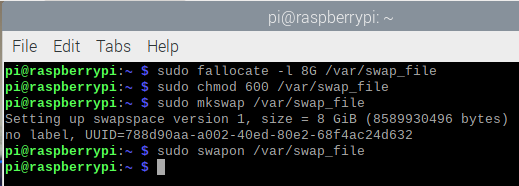 pi@raspberrypi: ~
File Edit Tabs Help
pi@raspberrypi:~ $ sudo fallocate -l 8G /var/swap_file
pi@raspberrypi:~ $ sudo chmod 600 /var/swap_file
pi@raspberrypi:~ $ sudo mkswap /var/swap_file
Setting up swapspace version 1, size = 8 GiB (8589930496 bytes)
no label, UUID=788d90aa-a002-40ed-80e2-68f4ac24d632
pi@raspberrypi:~ $ sudo swapon /var/swap_file
pi@raspberrypi:~ $